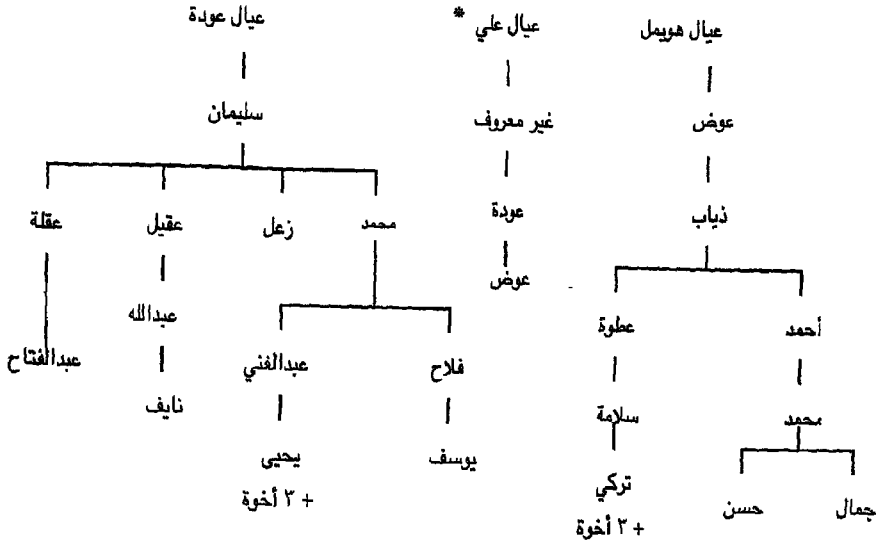 عيال هويمل
عيال علي *
عيال عودة
عوض
غير معروف
سليمان
ذياب
عودة
محمد
زعل
عقيل
عقلة
عوض
أحمد
عطوة
عبدالله
فلاح
عبدالغني
عبدالفتاح
محمد
سلامة
نايف
يوسف
يحيى
تركي
جمال
حسن
+ ٣ أخوة
+ ٣ أخوة